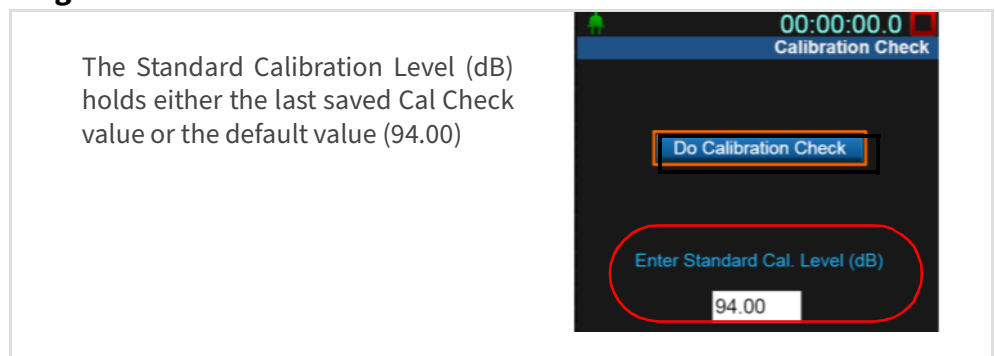 The Standard Calibration Level (dB)
holds either the last saved Cal Check
value or the default value (94.00)
00:00:00.0
Calibration Check
Do Calibration Check
Enter Standard Cal. Level (dB)
94.00